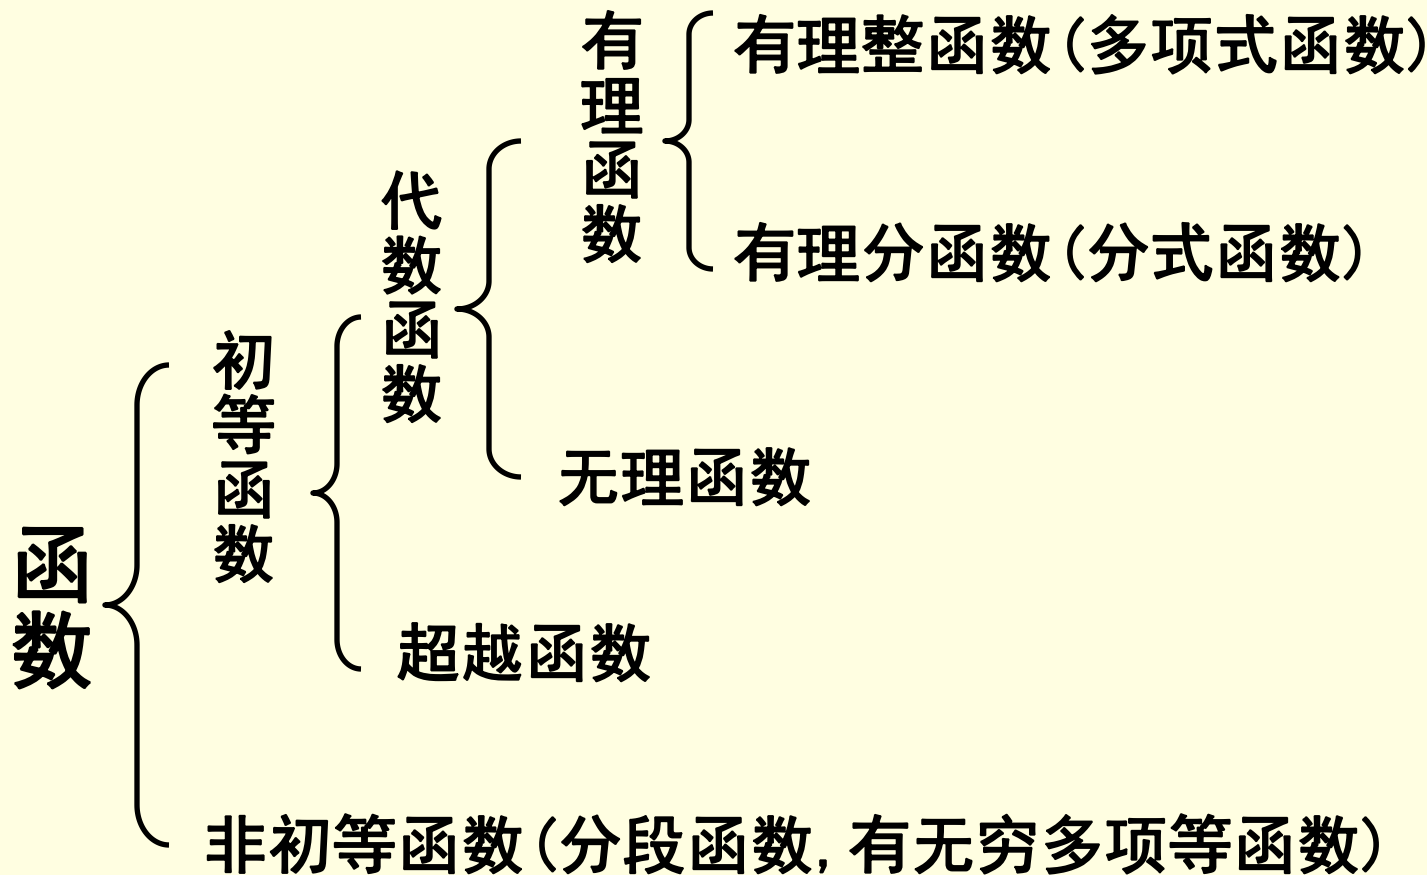 函数
初等函数
代数函数
有理函数
有理整函数(多项式函数)
有理分函数(分式函数)
无理函数
超越函数
非初等函数(分段函数,有无穷多项等函数)